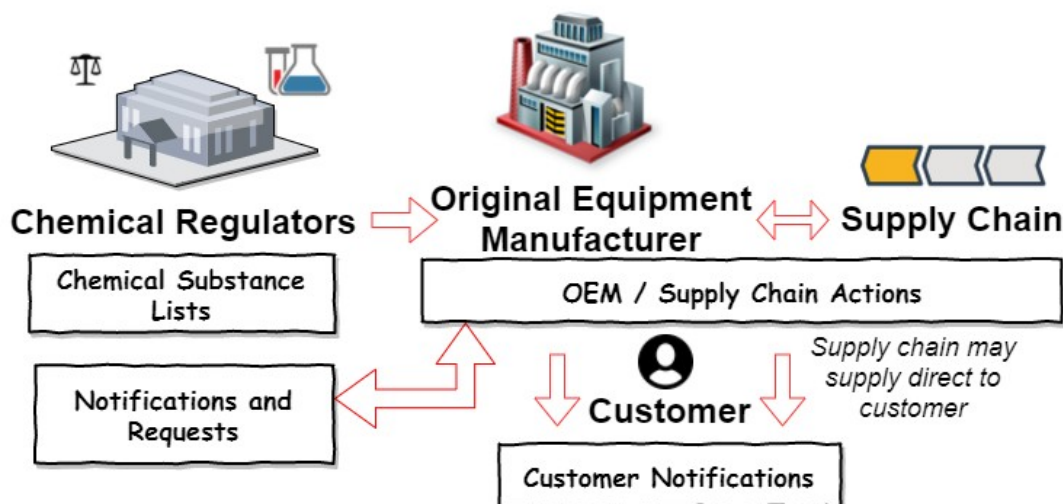 Chemical Regulators
Original Equipment
Manufacturer
Supply Chain
Chemical Substance
Lists
OEM / Supply Chain Actions
Notifications and
Requests
Supply chain may
supply direct to
customer
Customer
Customer Notifications